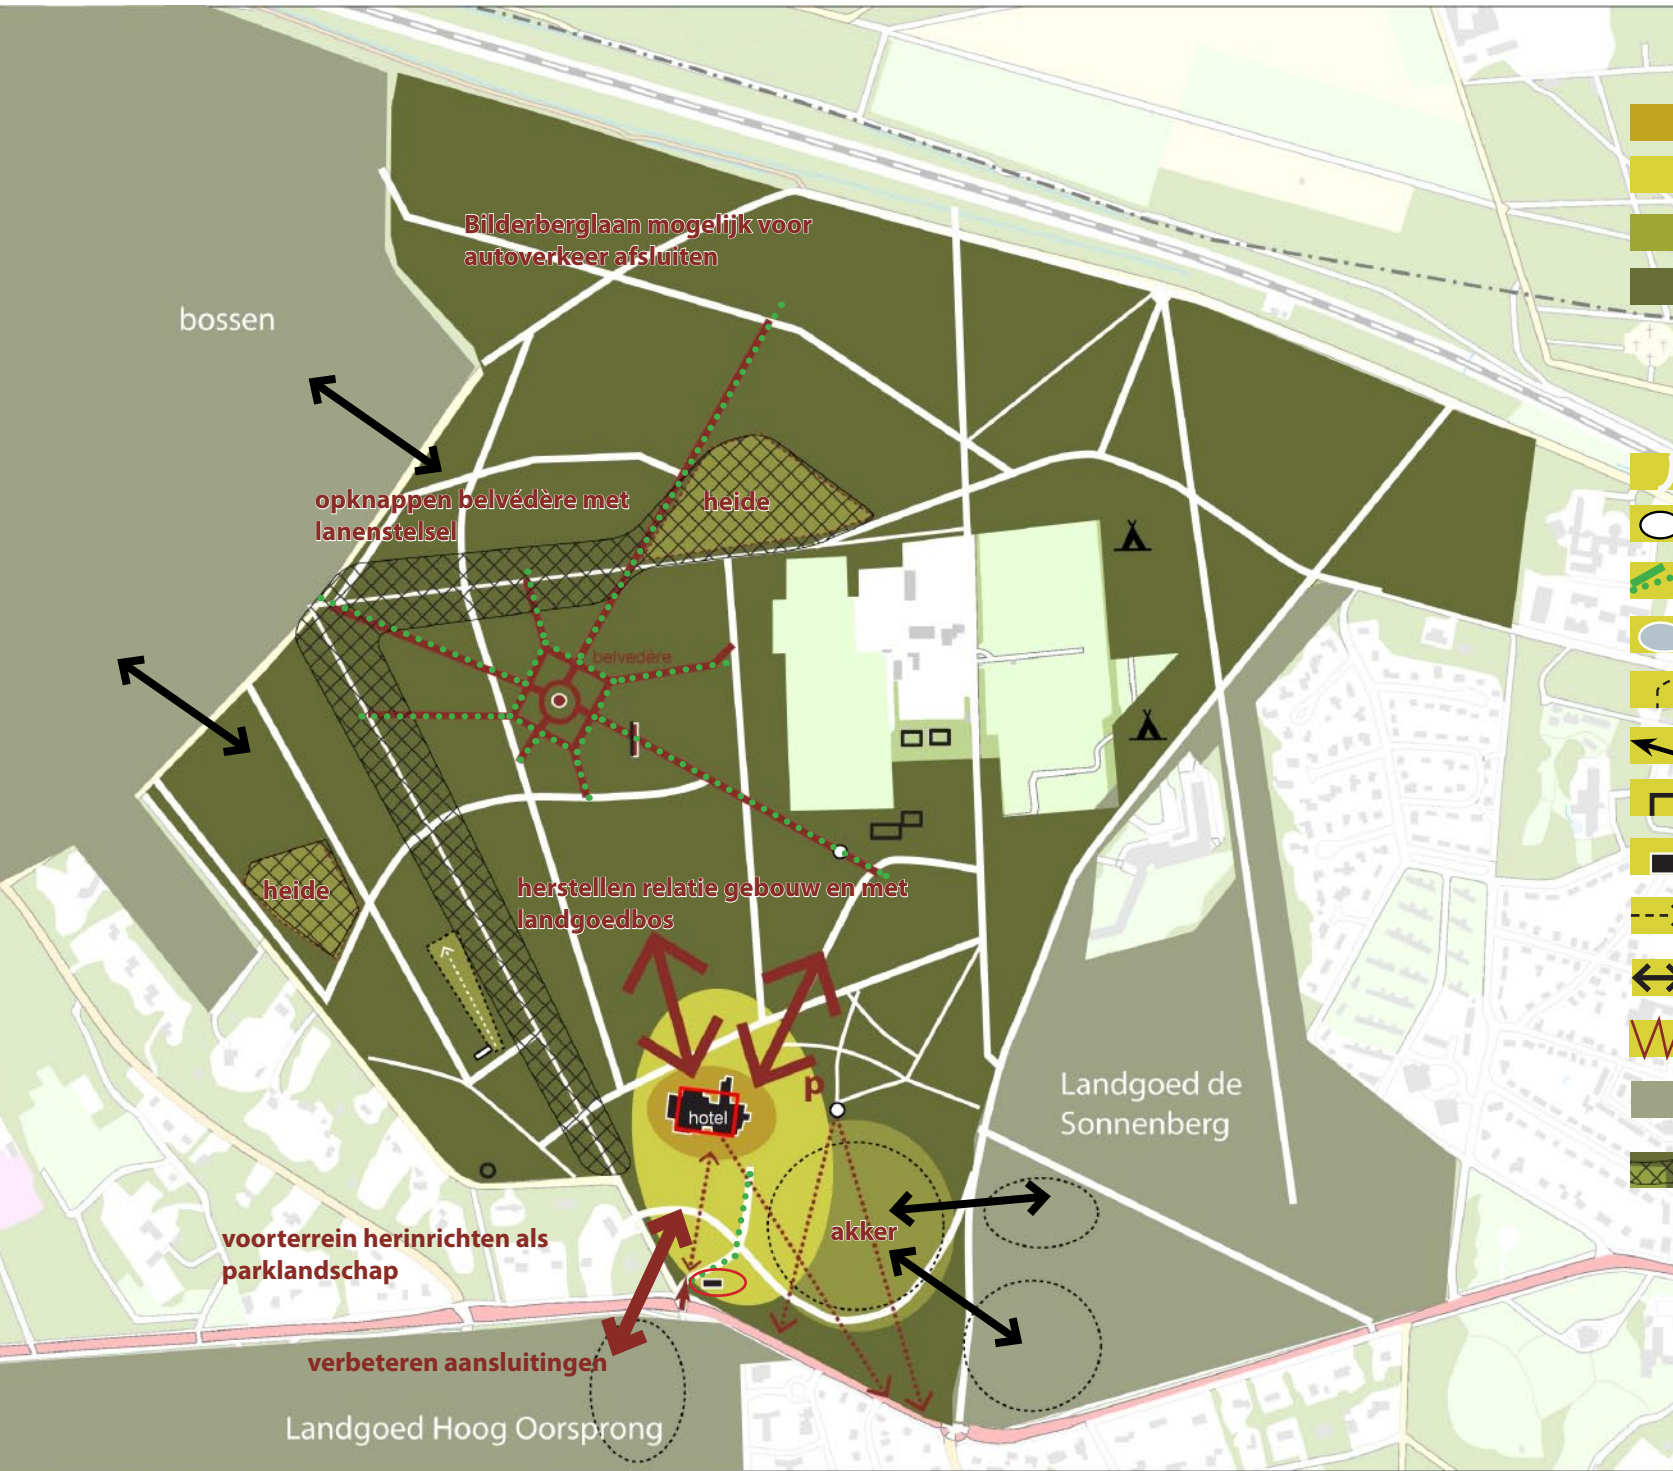 Bilderberglaan mogelijk voor
autoverkeer afsluiten
bossen
opknappen belvédère met
lanenstelsel
heide
belvedère
heide
herstellen relatie gebouw en met
landgoedbos
p
hotel
Landgoed de
Sonnenberg
akker
voorterrein herinrichten als
parklandschap
verbeteren aansluitingen
Landgoed Hoog Oorsprong